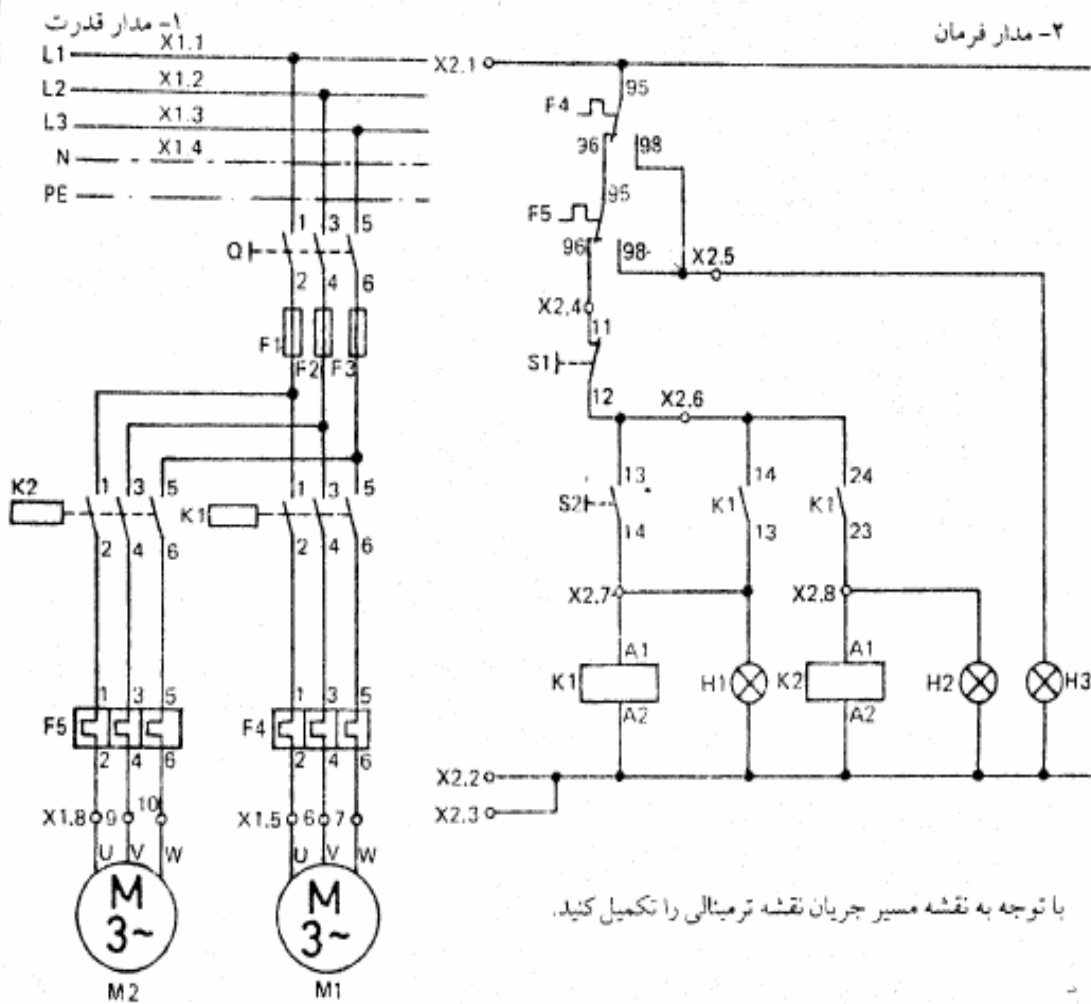 ۱- مدار قدرت
۲- مدار فرمان
L1 X1.1
L2 X1.2
L3 X1.3
N X1.4
PE
X2.1
95
F4
96 98
95
F5
96 98
X2.5
X2.4
11
S1
12
X2.6
1 3 5
Q
2 4 6
F1 F2 F3
K2
1 3 5
2 4 6
K1
1 3 5
2 4 6
13
S2
14
14
K1
13
24
K1
23
X2.7
X2.8
A1
K1
A2
H1
A1
K2
A2
H2
H3
F5
1 3 5
2 4 6
F4
1 3 5
2 4 6
X2.2
X2.3
X1.8 9 10
X1.5 6 7
U V W
U V W
M
3~
M
3~
M2
M1
با توجه به نقشه مسیر جریان نقشه ترمینالی را تکمیل کنید.